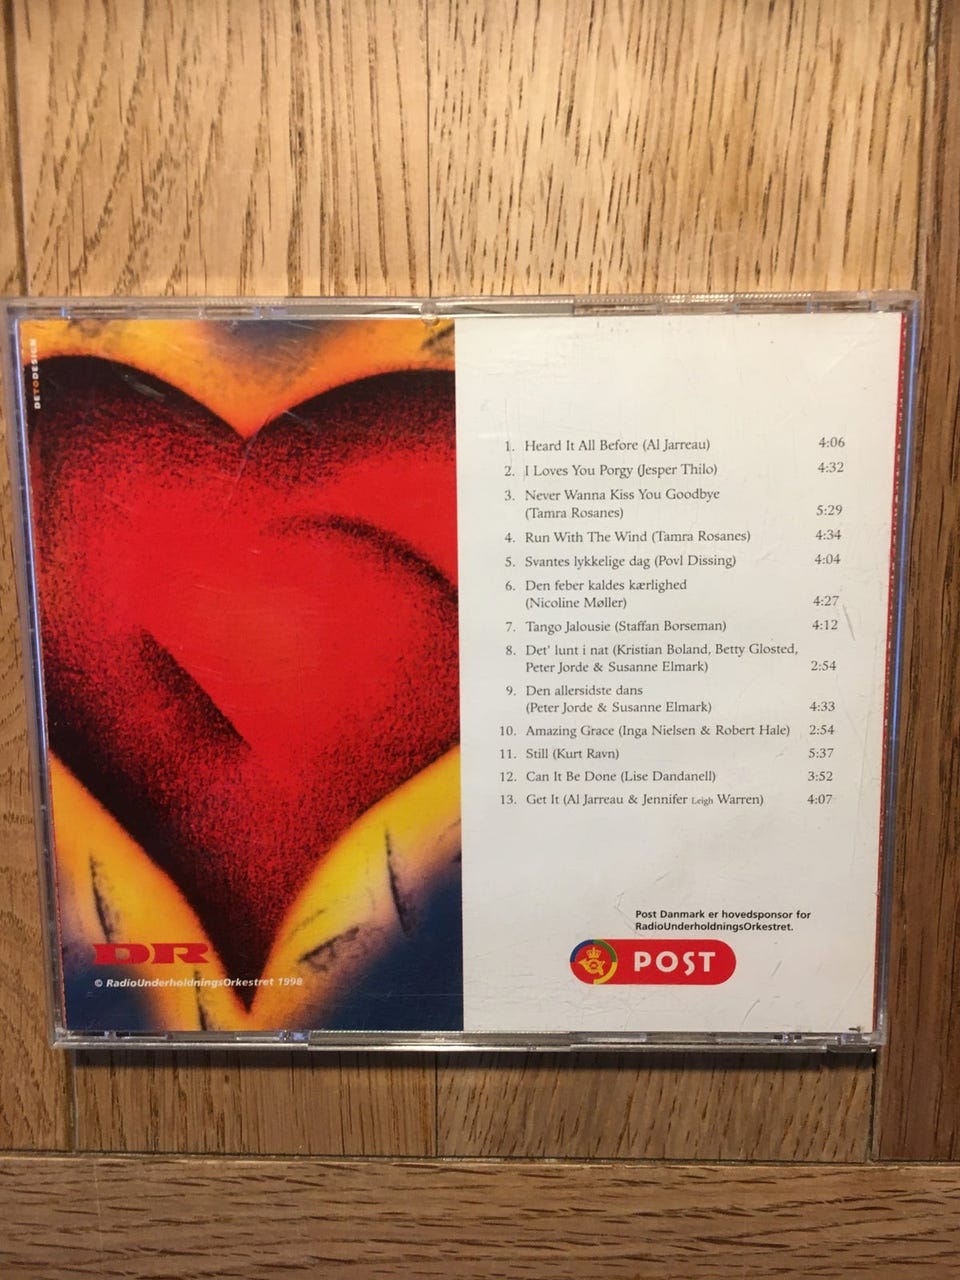 DETODESIGN
1. Heard It All Before (Al Jarreau) 4:06
2. I Loves You Porgy (Jesper Thilo) 4:32
3. Never Wanna Kiss You Goodbye
(Tamra Rosanes) 5:29
4. Run With The Wind (Tamra Rosanes) 4:34
5. Svantes lykkelige dag (Povl Dissing) 4:04
6. Den feber kaldes kærlighed
(Nicoline Møller) 4:27
7. Tango Jalousie (Staffan Borseman) 4:12
8. Det' lunt i nat (Kristian Boland, Betty Glosted,
Peter Jorde & Susanne Elmark) 2:54
9. Den allersidste dans
(Peter Jorde & Susanne Elmark) 4:33
10. Amazing Grace (Inga Nielsen & Robert Hale) 2:54
11. Still (Kurt Ravn) 5:37
12. Can It Be Done (Lise Dandanell) 3:52
13. Get It (Al Jarreau & Jennifer Leigh Warren) 4:07
Post Danmark er hovedsponsor for
RadioUnderholdningsOrkestret.
POST
DR
© RadioUnderholdningsOrkestret 1998